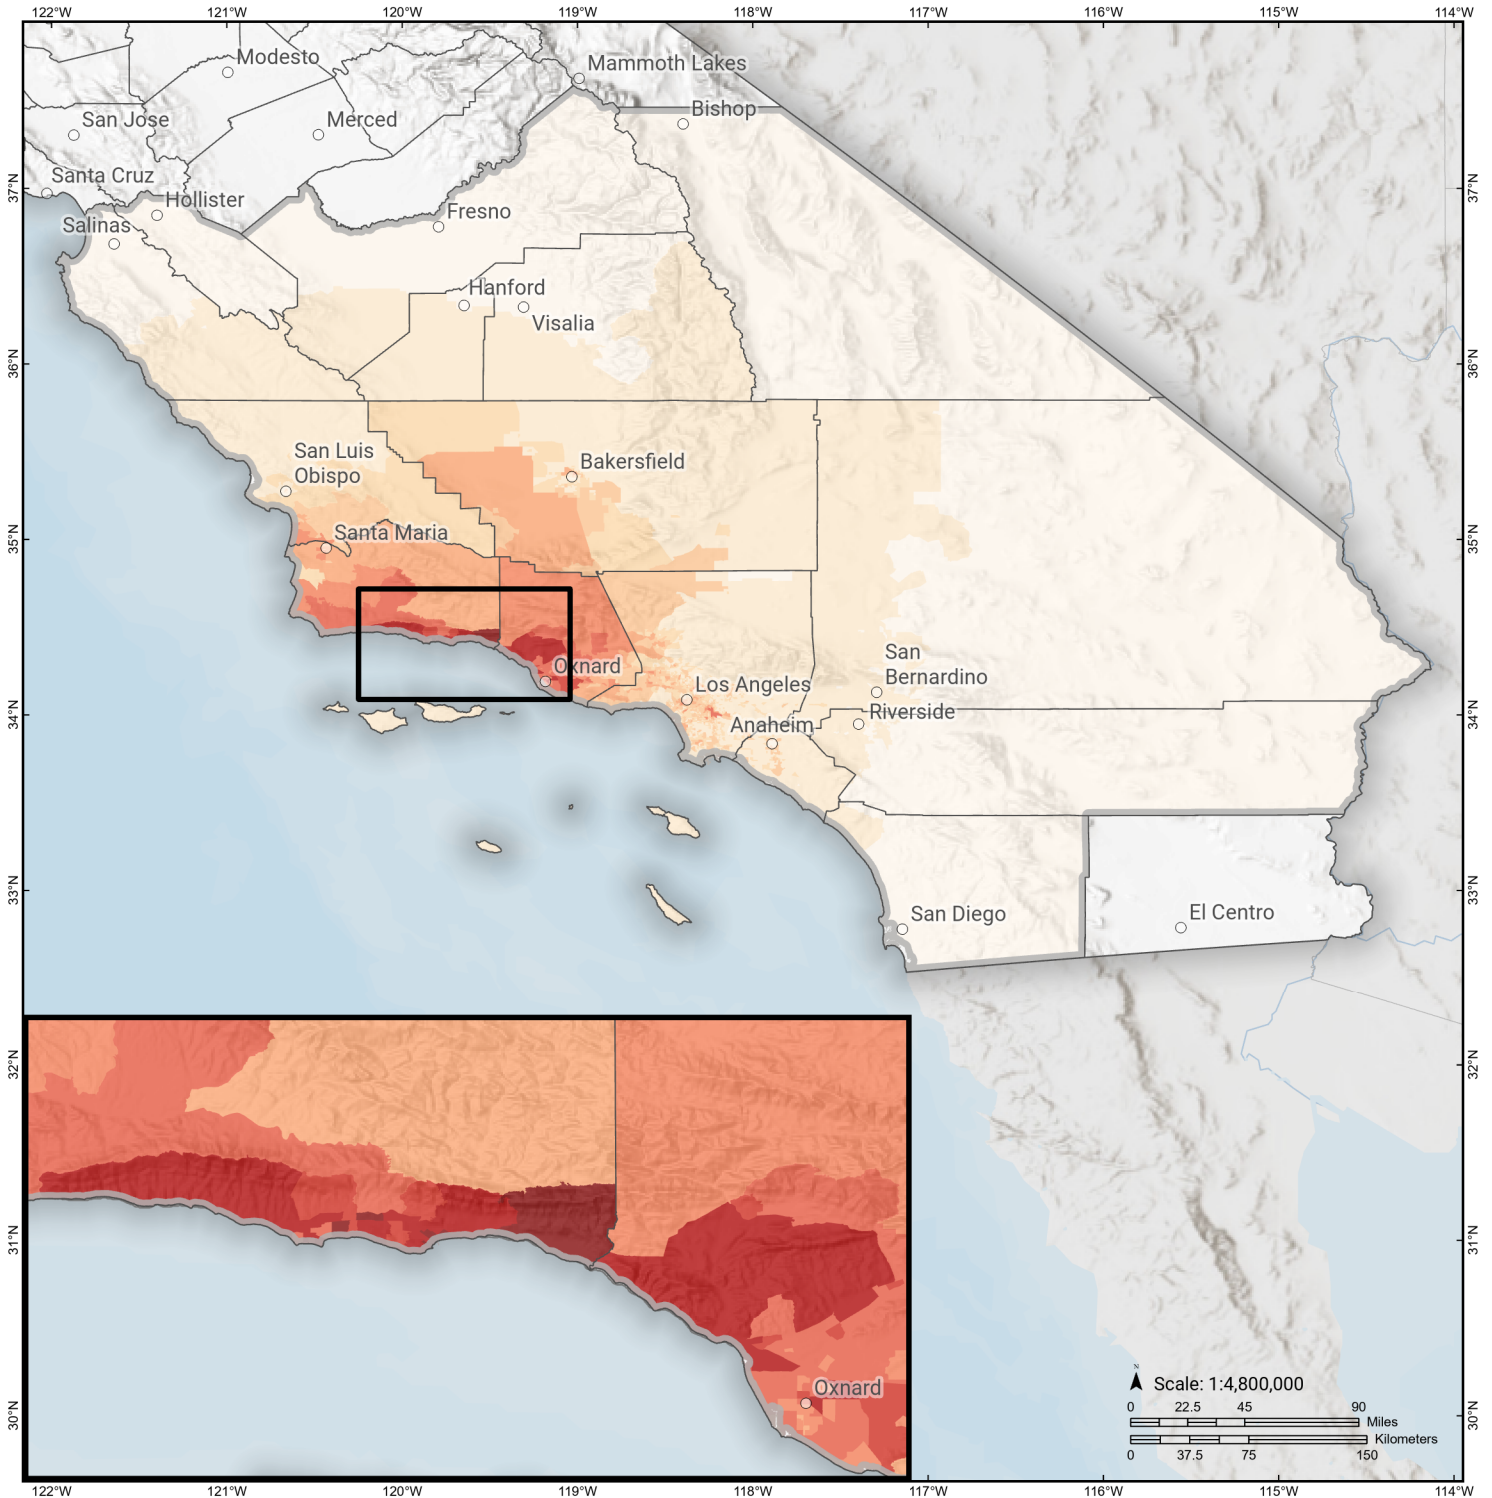 122°W 121°W 120°W 119°W 118°W 117°W 116°W 115°W 114°W
Modesto
Mammoth Lakes
Bishop
San Jose
Merced
Santa Cruz
37°N
37°N
Hollister
Salinas
Fresno
Hanford
Visalia
36°N
36°N
San Luis
Obispo
Bakersfield
Santa Maria
35°N
35°N
San
Bernardino
Oxnard
Los Angeles
Riverside
34°N
34°N
Anaheim
33°N
33°N
San Diego
El Centro
32°N
32°N
31°N
31°N
Oxnard
N
Scale: 1:4,800,000
0 22.5 45 90
Miles
Kilometers
0 37.5 75 150
30°N
30°N
122°W 121°W 120°W 119°W 118°W 117°W 116°W 115°W 114°W